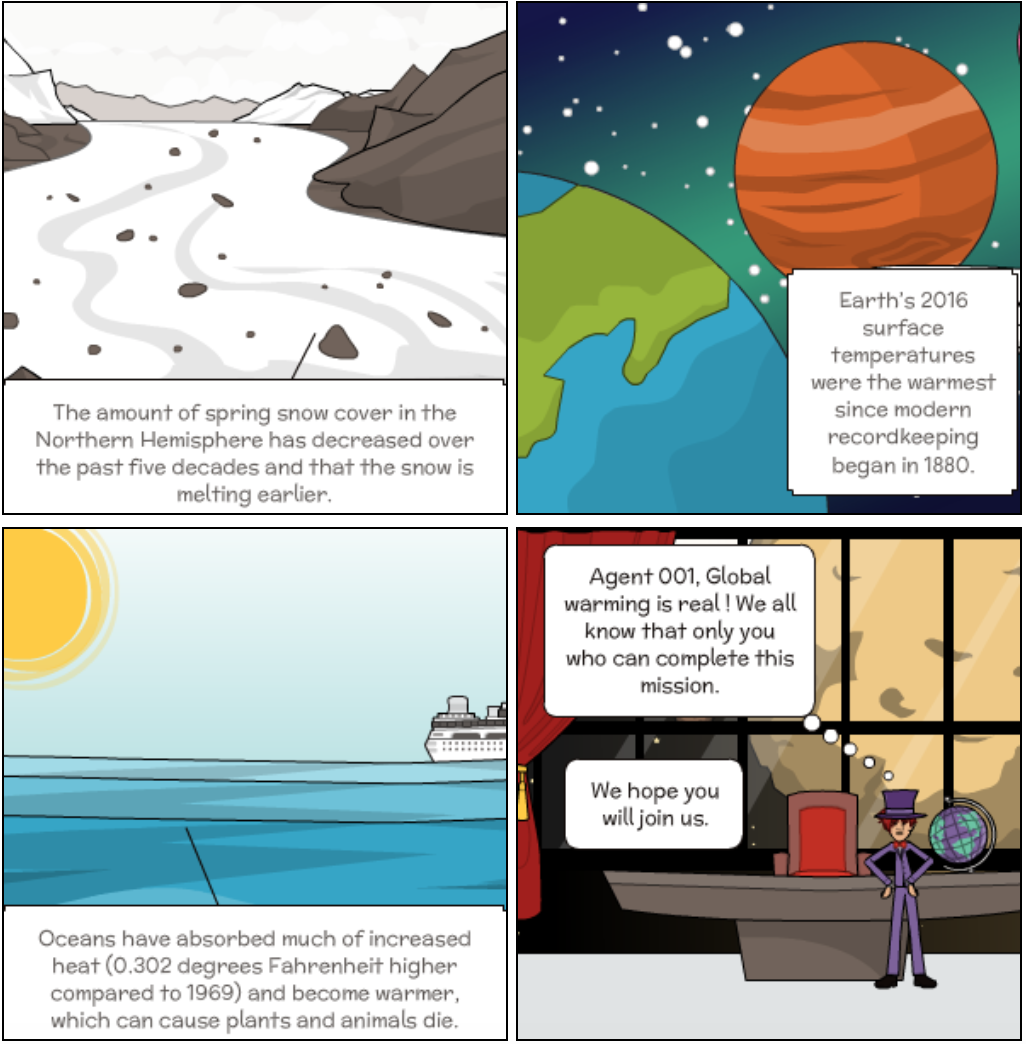 The amount of spring snow cover in the
Northern Hemisphere has decreased over
the past five decades and that the snow is
melting earlier.
Earth's 2016
surface
temperatures
were the warmest
since modern
recordkeeping
began in 1880.
Oceans have absorbed much of increased
heat (0.302 degrees Fahrenheit higher
compared to 1969) and become warmer,
which can cause plants and animals die.
Agent 001, Global
warming is real ! We all
know that only you
who can complete this
mission.
We hope you
will join us.